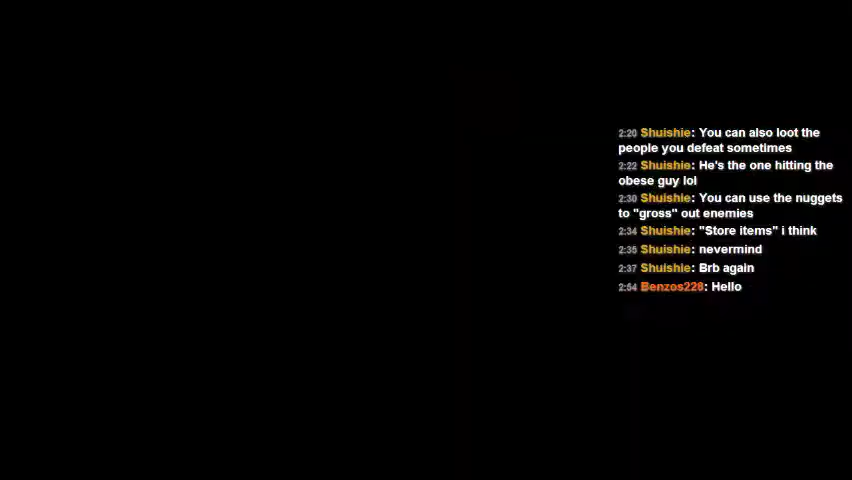 2:20 Shuishie: You can also loot the
people you defeat sometimes
2:22 Shuishie: He's the one hitting the
obese guy lol
2:30 Shuishie: You can use the nuggets
to "gross" out enemies
2:34 Shuishie: "Store items" i think
2:35 Shuishie: nevermind
2:37 Shuishie: Brb again
2:54 Benzos228: Hello